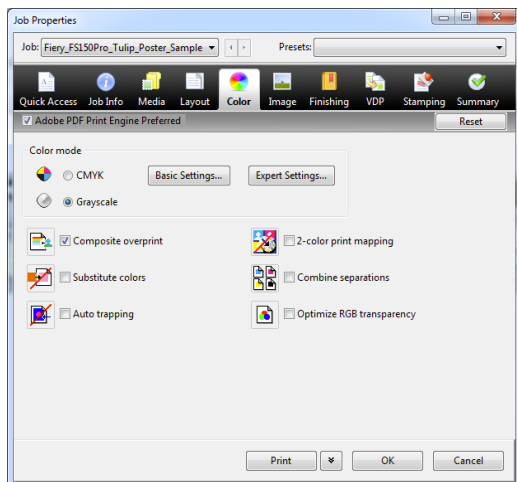 Job Properties
Job: Fiery_FS150Pro_Tulip_Poster_Sample Presets:
Quick Access Job Info Media Layout Color Image Finishing VDP Stamping Summary
Adobe PDF Print Engine Preferred Reset
Color mode
CMYK Basic Settings... Expert Settings...
Grayscale
Composite overprint 2-color print mapping
Substitute colors Combine separations
Auto trapping Optimize RGB transparency
Print OK Cancel